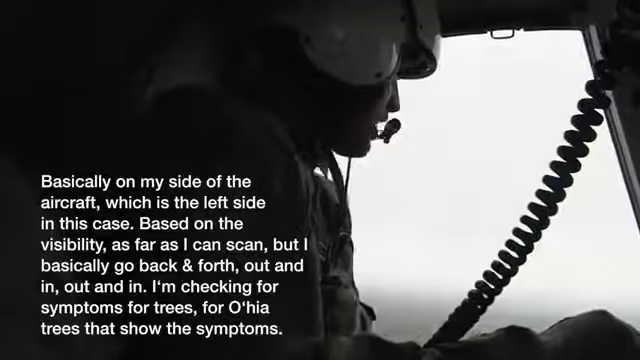 Basically on my side of the
aircraft, which is the left side
in this case. Based on the
visibility, as far as I can scan, but I
basically go back & forth, out and
in, out and in. I‘m checking for
symptoms for trees, for O‘hia
trees that show the symptoms.